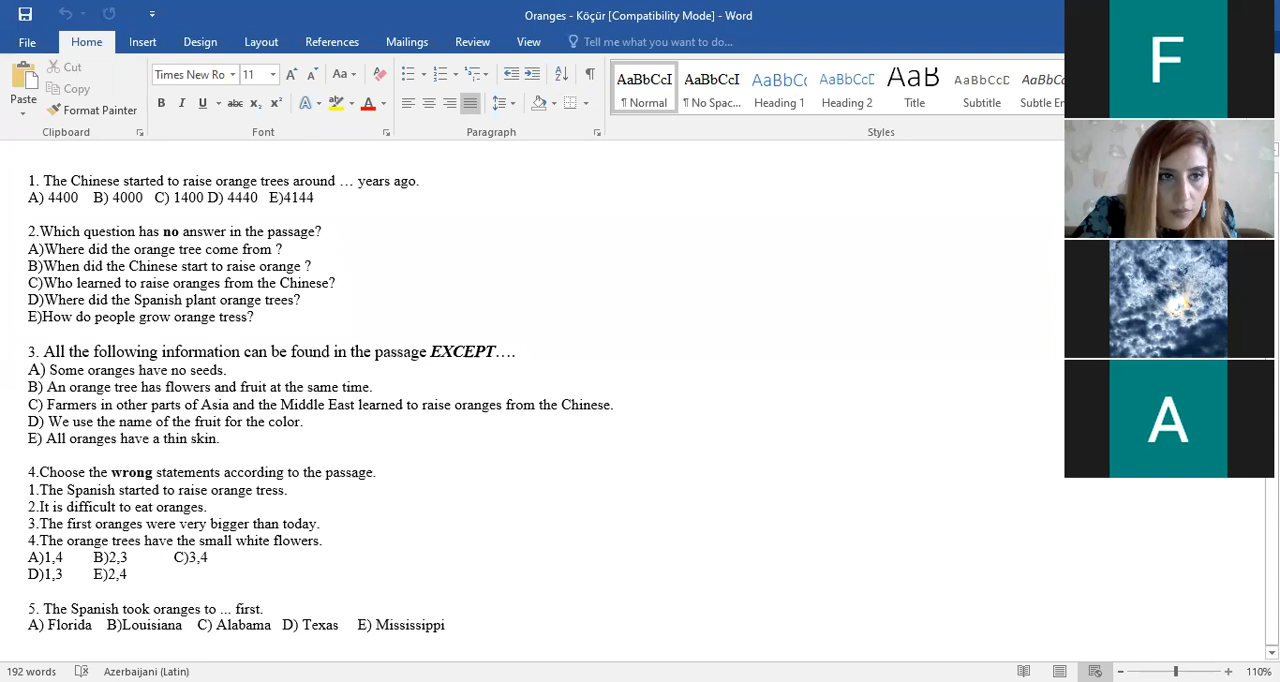 Oranges - Köçür [Compatibility Mode] - Word
File Home Insert Design Layout References Mailings Review View Tell me what you want to do...
Paste Cut Copy Format Painter
Times New Ro 11
AaBbCcI AaBbCcI AaBbCc AaBbCcD AaB AaBbCcD AaBbCc
¶ Normal ¶ No Spac... Heading 1 Heading 2 Title Subtitle Subtle Em
Clipboard Font Paragraph Styles
1. The Chinese started to raise orange trees around … years ago.
A) 4400 B) 4000 C) 1400 D) 4440 E)4144
2.Which question has no answer in the passage?
A)Where did the orange tree come from ?
B)When did the Chinese start to raise orange ?
C)Who learned to raise oranges from the Chinese?
D)Where did the Spanish plant orange trees?
E)How do people grow orange tress?
3. All the following information can be found in the passage EXCEPT….
A) Some oranges have no seeds.
B) An orange tree has flowers and fruit at the same time.
C) Farmers in other parts of Asia and the Middle East learned to raise oranges from the Chinese.
D) We use the name of the fruit for the color.
E) All oranges have a thin skin.
4.Choose the wrong statements according to the passage.
1.The Spanish started to raise orange tress.
2.It is difficult to eat oranges.
3.The first oranges were very bigger than today.
4.The orange trees have the small white flowers.
A)1,4 B)2,3 C)3,4
D)1,3 E)2,4
5. The Spanish took oranges to ... first.
A) Florida B)Louisiana C) Alabama D) Texas E) Mississippi
192 words Azerbaijani (Latin) 110%
F
A